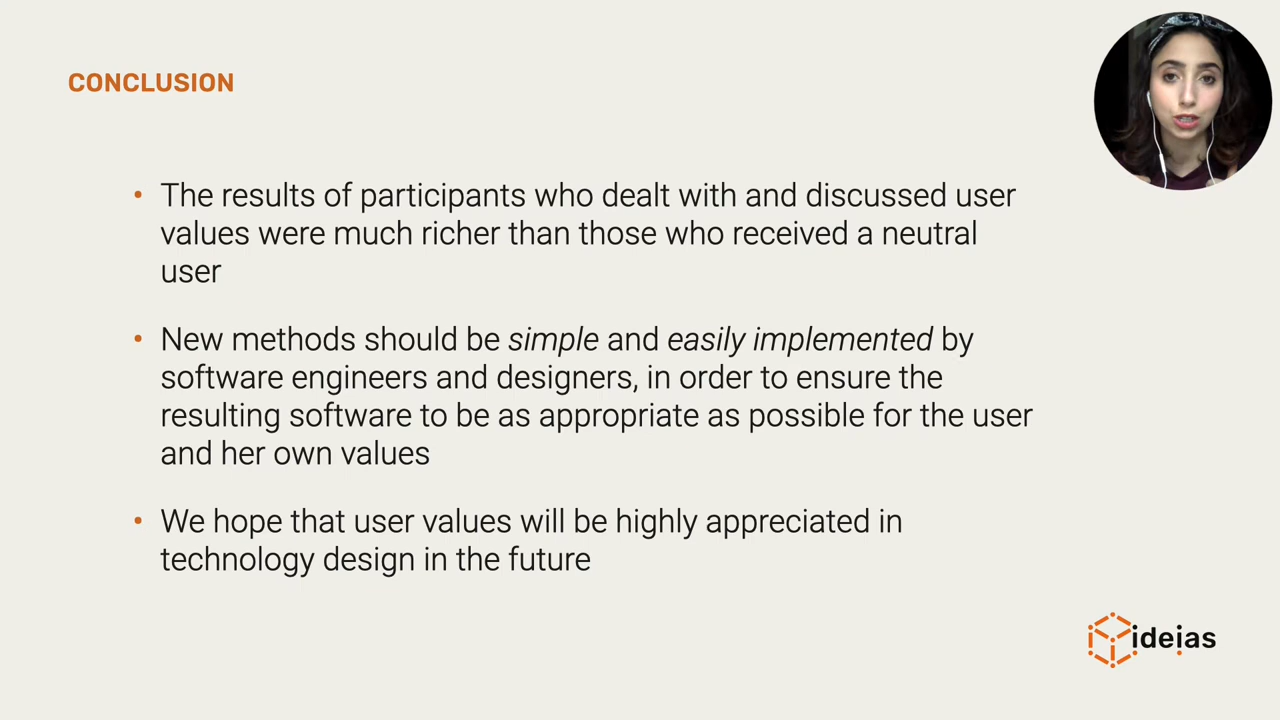 CONCLUSION
• The results of participants who dealt with and discussed user
values were much richer than those who received a neutral
user
• New methods should be simple and easily implemented by
software engineers and designers, in order to ensure the
resulting software to be as appropriate as possible for the user
and her own values
• We hope that user values will be highly appreciated in
technology design in the future
ideias